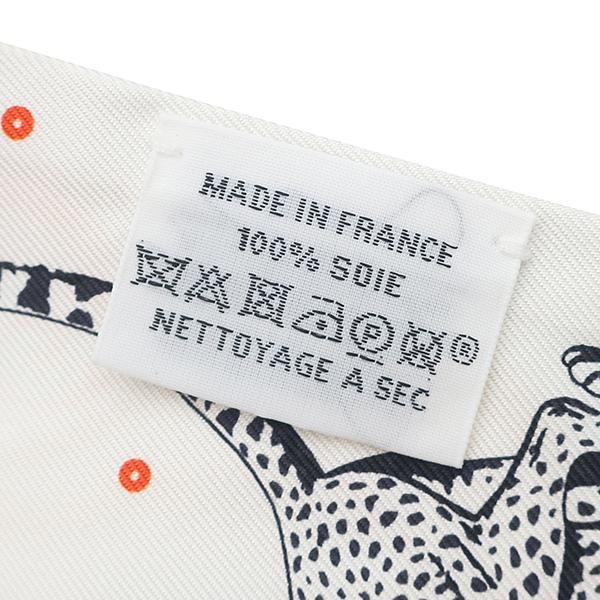 MADE IN FRANCE
100% SOIE
P ®
NETTOYAGE A SEC